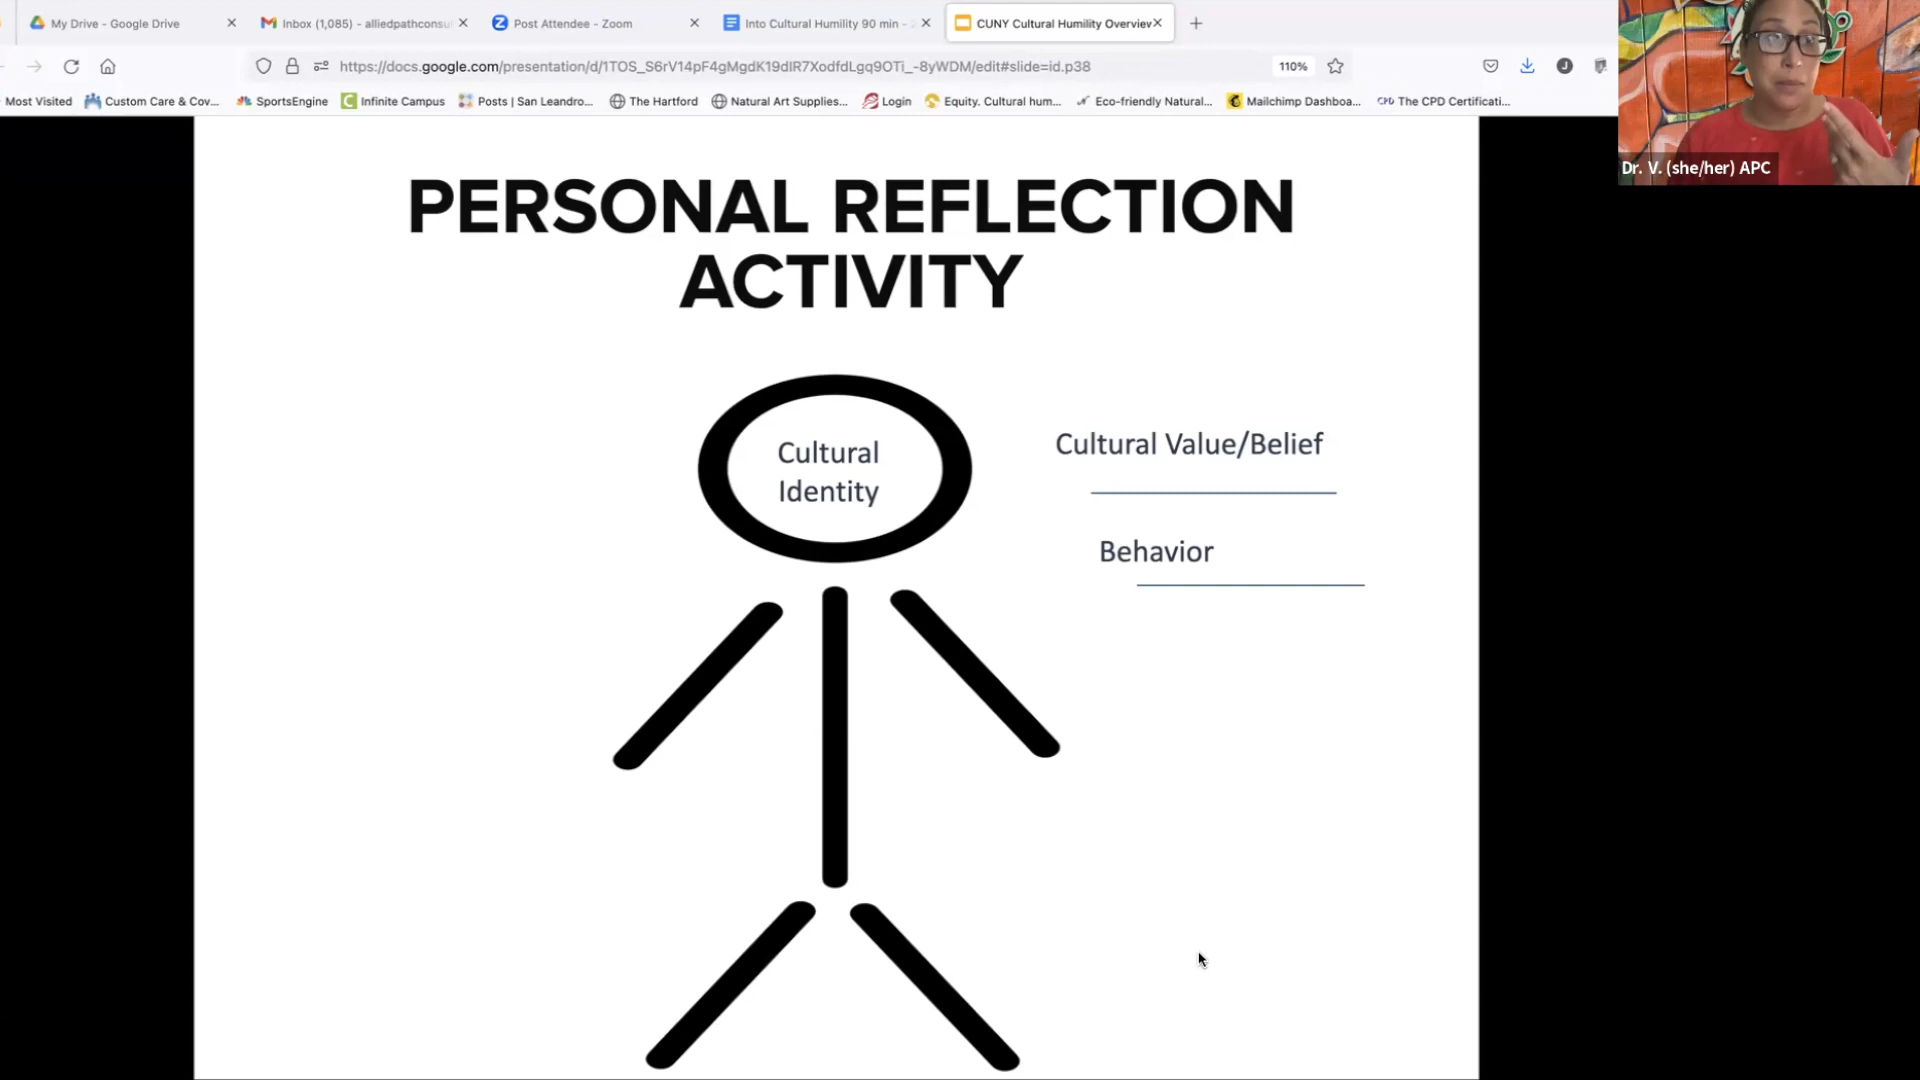 My Drive - Google Drive
Inbox (1,085) - alliedpathconsu
Post Attendee - Zoom
Into Cultural Humility 90 min -
CUNY Cultural Humility Overview
https://docs.google.com/presentation/d/1TOS_S6rV14pF4gMgdK19dIR7XodfdLgq9OTi_-8yWDM/edit#slide=id.p38
110%
J
Most Visited
Custom Care & Cov...
SportsEngine
Infinite Campus
Posts | San Leandro...
The Hartford
Natural Art Supplies...
Login
Equity. Cultural hum...
Eco-friendly Natural...
Mailchimp Dashboa...
CPD The CPD Certificati...
Dr. V. (she/her) APC
PERSONAL REFLECTION
ACTIVITY
Cultural
Identity
Cultural Value/Belief
Behavior